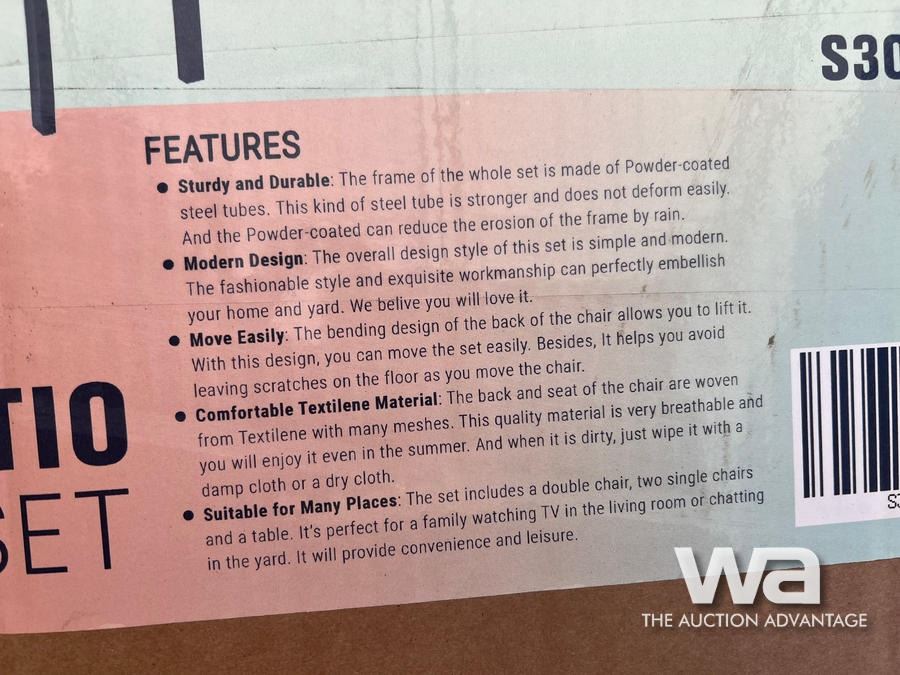 S30
FEATURES
● Sturdy and Durable: The frame of the whole set is made of Powder-coated
steel tubes. This kind of steel tube is stronger and does not deform easily.
And the Powder-coated can reduce the erosion of the frame by rain.
● Modern Design: The overall design style of this set is simple and modern.
The fashionable style and exquisite workmanship can perfectly embellish
your home and yard. We belive you will love it.
● Move Easily: The bending design of the back of the chair allows you to lift it.
With this design, you can move the set easily. Besides, It helps you avoid
leaving scratches on the floor as you move the chair.
● Comfortable Textilene Material: The back and seat of the chair are woven
from Textilene with many meshes. This quality material is very breathable and
you will enjoy it even in the summer. And when it is dirty, just wipe it with a
damp cloth or a dry cloth.
● Suitable for Many Places: The set includes a double chair, two single chairs
and a table. It's perfect for a family watching TV in the living room or chatting
in the yard. It will provide convenience and leisure.
TIO
SET
wa
THE AUCTION ADVANTAGE